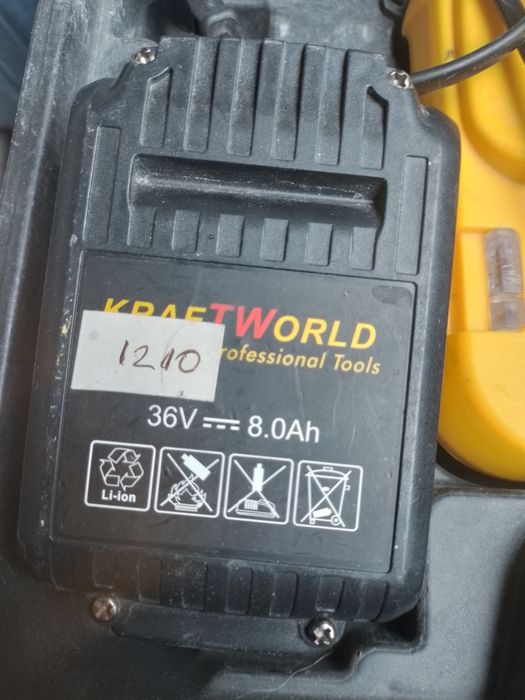 KRAFTWORLD
1210 rofessional Tools
36V 8.0Ah
Li-ion